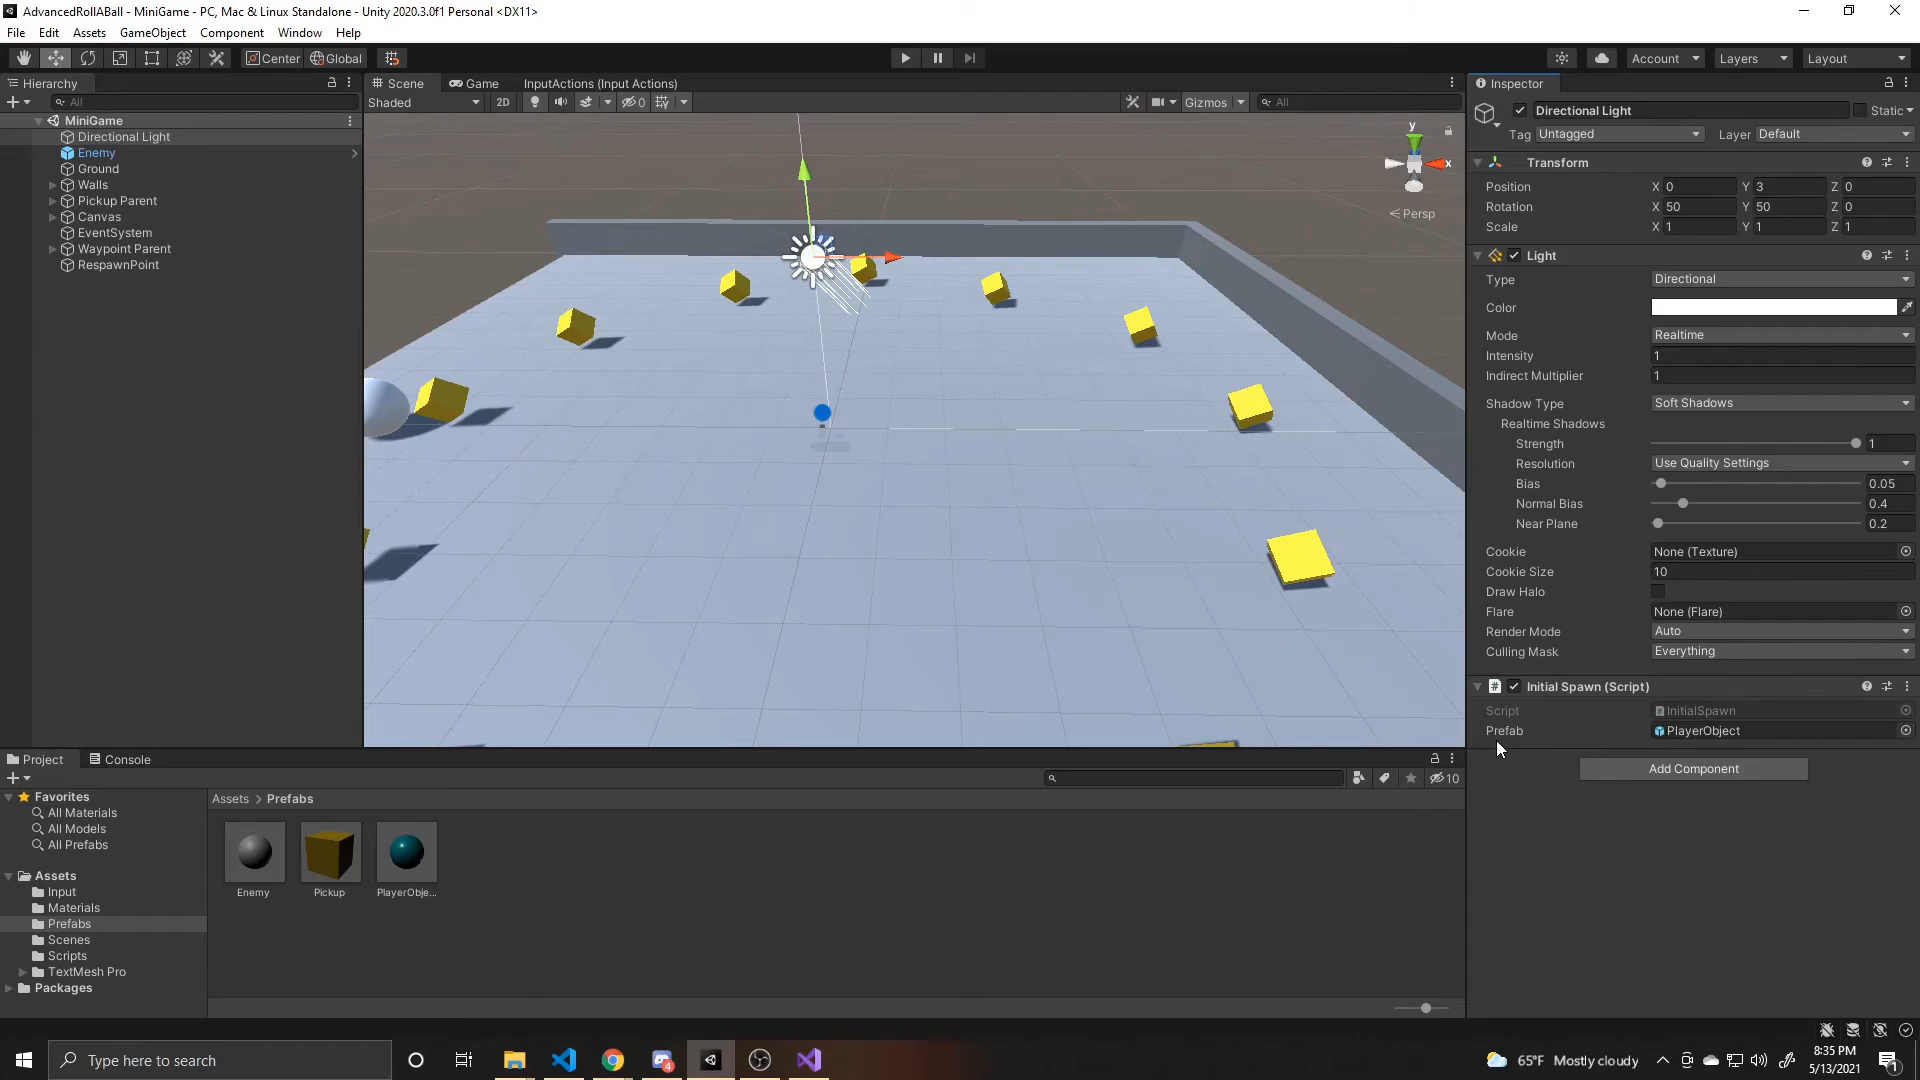 AdvancedRollABall - MiniGame - PC, Mac & Linux Standalone - Unity 2020.3.0f1 Personal <DX11>
File Edit Assets GameObject Component Window Help
Center Global Account Layers Layout
Hierarchy
All
MiniGame
Directional Light
Enemy
Ground
Walls
Pickup Parent
Canvas
EventSystem
Waypoint Parent
RespawnPoint
Scene Game InputActions (Input Actions)
Shaded 2D 0 Gizmos All
y
x
Persp
Inspector
Directional Light Static
Tag Untagged Layer Default
Transform
Position X 0 Y 3 Z 0
Rotation X 50 Y 50 Z 0
Scale X 1 Y 1 Z 1
Light
Type Directional
Color
Mode Realtime
Intensity 1
Indirect Multiplier 1
Shadow Type Soft Shadows
Realtime Shadows
Strength 1
Resolution Use Quality Settings
Bias 0.05
Normal Bias 0.4
Near Plane 0.2
Cookie None (Texture)
Cookie Size 10
Draw Halo
Flare None (Flare)
Render Mode Auto
Culling Mask Everything
# Initial Spawn (Script)
Script InitialSpawn
Prefab PlayerObject
Add Component
Project Console
10
Favorites
All Materials
All Models
All Prefabs
Assets
Input
Materials
Prefabs
Scenes
Scripts
TextMesh Pro
Packages
Assets > Prefabs
Enemy Pickup PlayerObje...
Type here to search
4
65°F Mostly cloudy
8:35 PM
5/13/2021
1